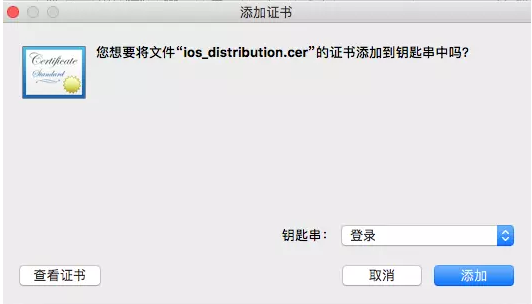 添加证书
您想要将文件“ios_distribution.cer”的证书添加到钥匙串中吗？
Certificate
Standard
钥匙串：
登录
查看证书
取消
添加